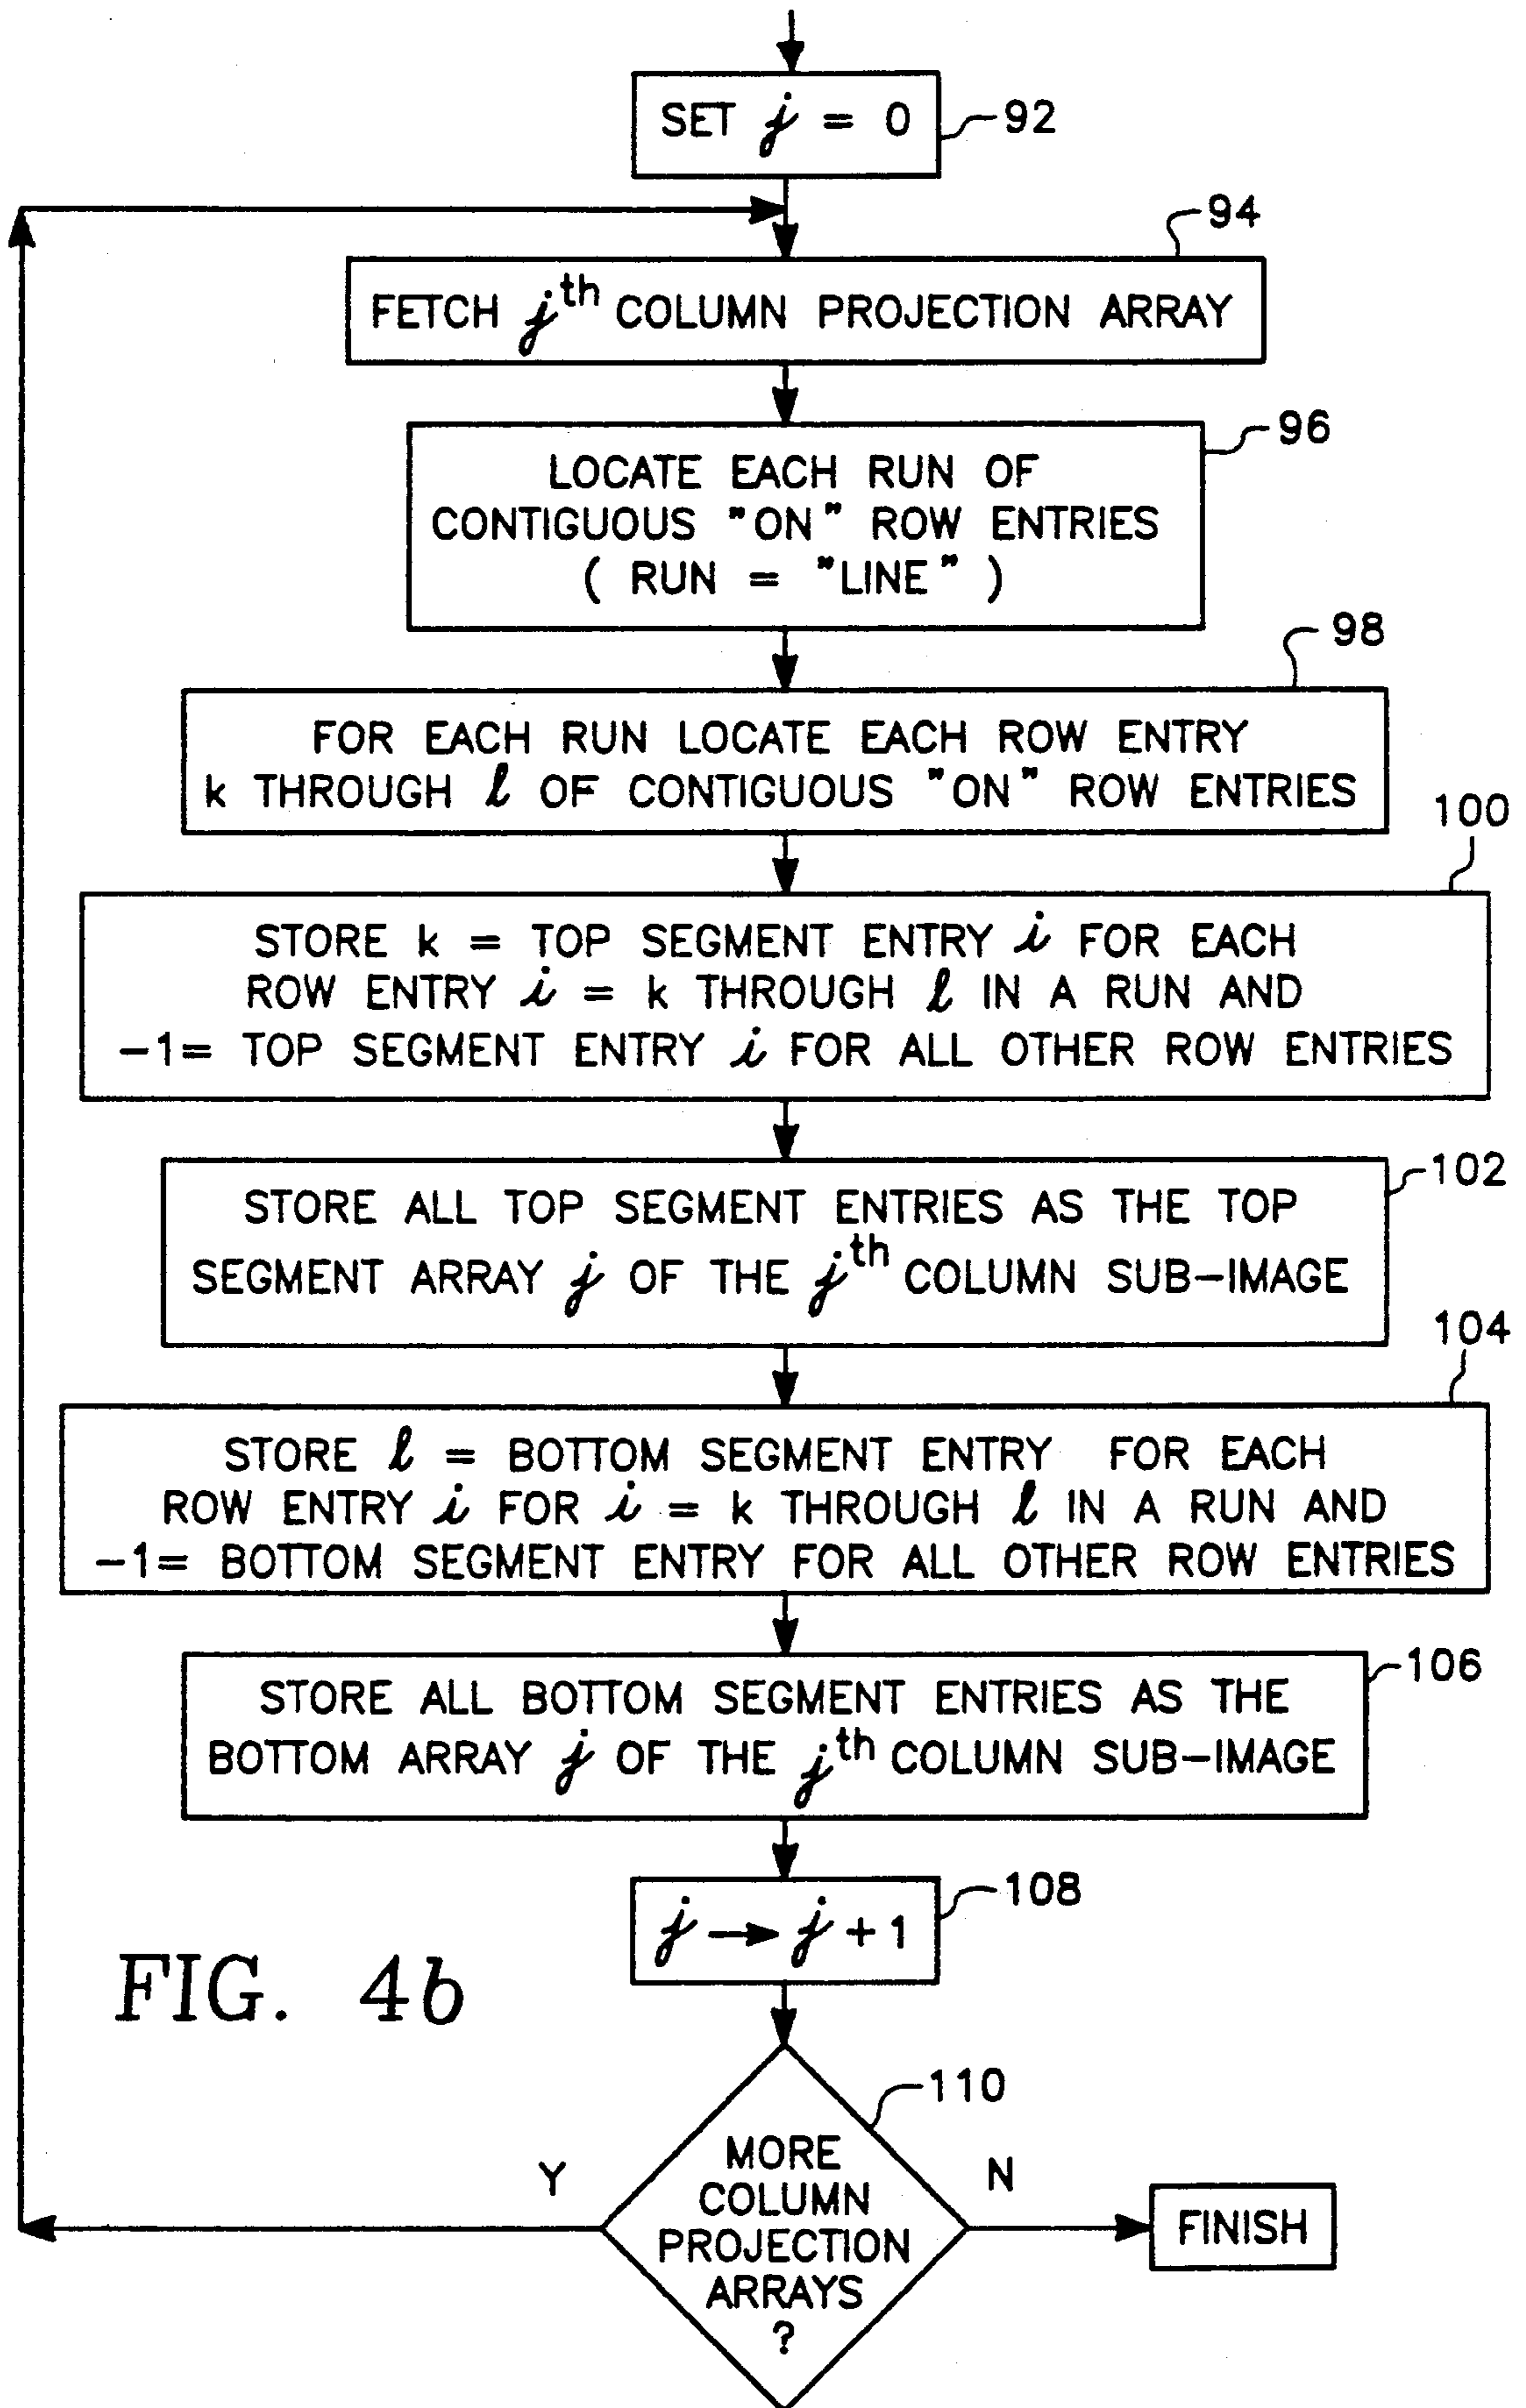 SET j = 0
92
94
FETCH jth COLUMN PROJECTION ARRAY
96
LOCATE EACH RUN OF
CONTIGUOUS "ON" ROW ENTRIES
( RUN = "LINE" )
98
FOR EACH RUN LOCATE EACH ROW ENTRY
k THROUGH ℓ OF CONTIGUOUS "ON" ROW ENTRIES
100
STORE k = TOP SEGMENT ENTRY i FOR EACH
ROW ENTRY i = k THROUGH ℓ IN A RUN AND
-1= TOP SEGMENT ENTRY i FOR ALL OTHER ROW ENTRIES
102
STORE ALL TOP SEGMENT ENTRIES AS THE TOP
SEGMENT ARRAY j OF THE jth COLUMN SUB-IMAGE
104
STORE ℓ = BOTTOM SEGMENT ENTRY FOR EACH
ROW ENTRY i FOR i = k THROUGH ℓ IN A RUN AND
-1= BOTTOM SEGMENT ENTRY FOR ALL OTHER ROW ENTRIES
106
STORE ALL BOTTOM SEGMENT ENTRIES AS THE
BOTTOM ARRAY j OF THE jth COLUMN SUB-IMAGE
108
j → j + 1
FIG. 4b
110
MORE
COLUMN
PROJECTION
ARRAYS
?
Y
N
FINISH